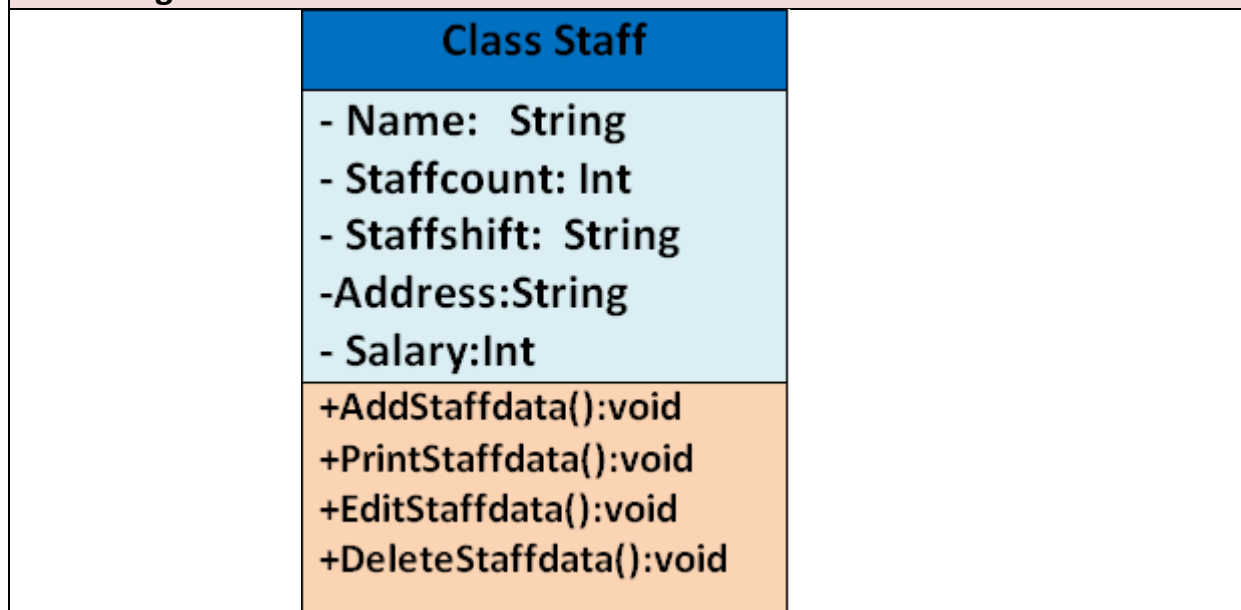 Class Staff
- Name: String
- Staffcount: Int
- Staffshift: String
-Address:String
- Salary:Int
+AddStaffdata():void
+PrintStaffdata():void
+EditStaffdata():void
+DeleteStaffdata():void